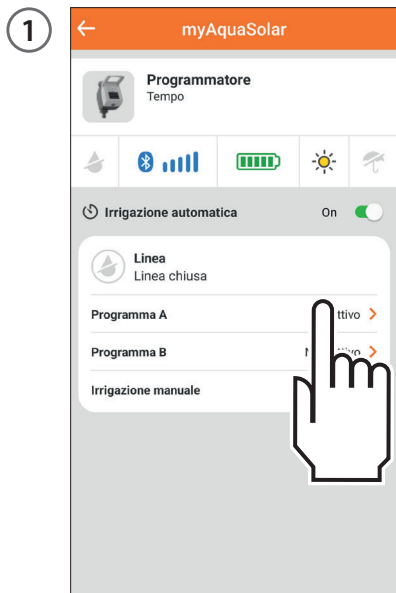 1
myAquaSolar
Programmatore
Tempo
Irrigazione automatica On
Linea
Linea chiusa
Programma A
Programma B
Irrigazione manuale